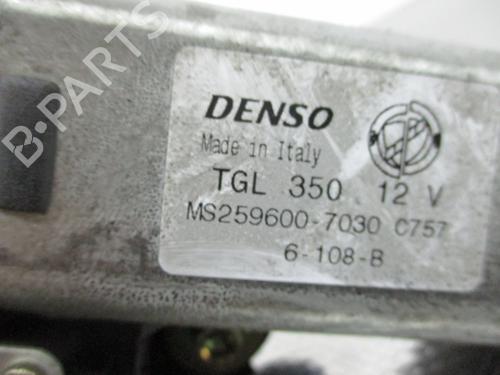 B-PARTS
DENSO
Made in Italy
TGL 350 12 V
MS259600-7030 C757
6-108-B